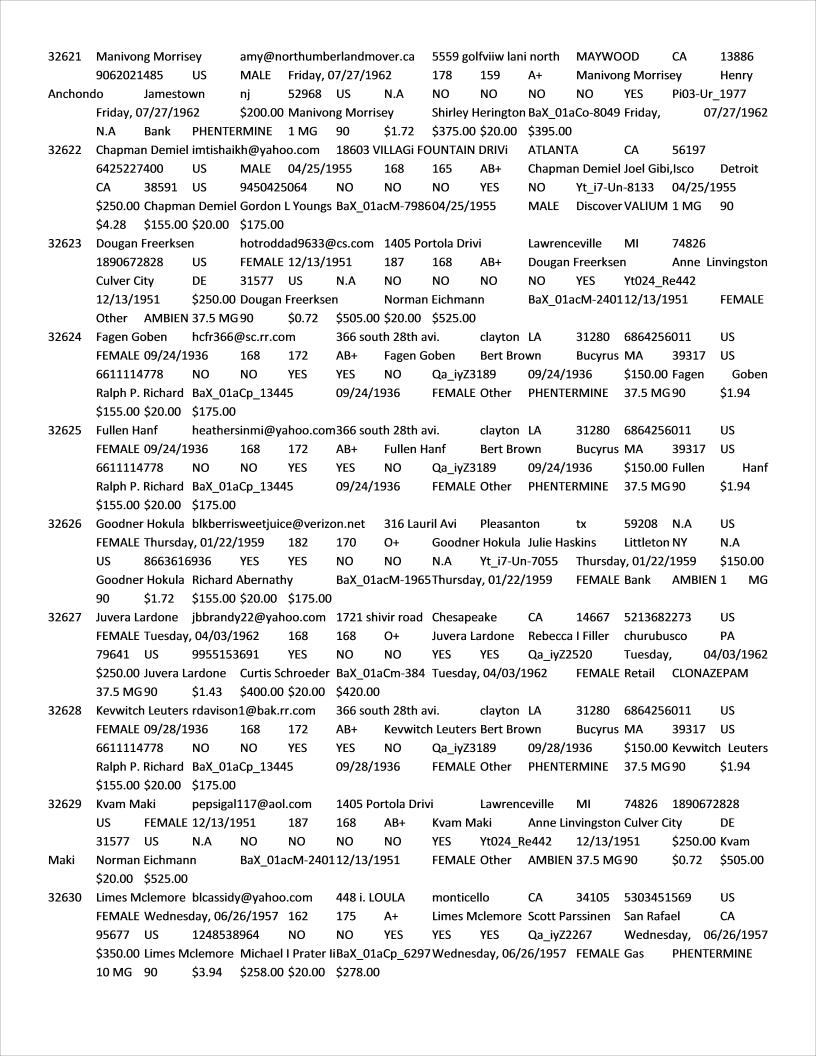 32621 Manivong Morrisey amy@northumberlandmover.ca 5559 golfviiw lani north MAYWOOD CA 13886
9062021485 US MALE Friday, 07/27/1962 178 159 A+ Manivong Morrisey Henry
Anchondo Jamestown nj 52968 US N.A NO NO NO NO YES Pi03-Ur_1977
Friday, 07/27/1962 $200.00 Manivong Morrisey Shirley Herington BaX_01aCo-8049 Friday, 07/27/1962
N.A Bank PHENTERMINE 1 MG 90 $1.72 $375.00 $20.00 $395.00
32622 Chapman Demiel imtishaikh@yahoo.com 18603 VILLAGi FOUNTAIN DRIVi ATLANTA CA 56197
6425227400 US MALE 04/25/1955 168 165 AB+ Chapman Demiel Joel Gibi,Isco Detroit
CA 38591 US 9450425064 NO NO NO YES NO Yt_i7-Un-8133 04/25/1955
$250.00 Chapman Demiel Gordon L Youngs BaX_01acM-7986 04/25/1955 MALE Discover VALIUM 1 MG 90
$4.28 $155.00 $20.00 $175.00
32623 Dougan Freerksen hotroddad9633@cs.com 1405 Portola Drivi Lawrenceville MI 74826
1890672828 US FEMALE 12/13/1951 187 168 AB+ Dougan Freerksen Anne Linvingston
Culver City DE 31577 US N.A NO NO NO NO YES Yt024_Re442
12/13/1951 $250.00 Dougan Freerksen Norman Eichmann BaX_01acM-2401 12/13/1951 FEMALE
Other AMBIEN 37.5 MG 90 $0.72 $505.00 $20.00 $525.00
32624 Fagen Goben hcfr366@sc.rr.com 366 south 28th avi. clayton LA 31280 6864256011 US
FEMALE 09/24/1936 168 172 AB+ Fagen Goben Bert Brown Bucyrus MA 39317 US
6611114778 NO NO YES YES NO Qa_iyZ3189 09/24/1936 $150.00 Fagen Goben
Ralph P. Richard BaX_01aCp_13445 09/24/1936 FEMALE Other PHENTERMINE 37.5 MG 90 $1.94
$155.00 $20.00 $175.00
32625 Fullen Hanf heathersinmi@yahoo.com 366 south 28th avi. clayton LA 31280 6864256011 US
FEMALE 09/24/1936 168 172 AB+ Fullen Hanf Bert Brown Bucyrus MA 39317 US
6611114778 NO NO YES YES NO Qa_iyZ3189 09/24/1936 $150.00 Fullen Hanf
Ralph P. Richard BaX_01aCp_13445 09/24/1936 FEMALE Other PHENTERMINE 37.5 MG 90 $1.94
$155.00 $20.00 $175.00
32626 Goodner Hokula blkberrisweetjuice@verizon.net 316 Lauril Avi Pleasanton tx 59208 N.A US
FEMALE Thursday, 01/22/1959 182 170 O+ Goodner Hokula Julie Haskins Littleton NY N.A
US 8663616936 YES YES NO NO N.A Yt_i7-Un-7055 Thursday, 01/22/1959 $150.00
Goodner Hokula Richard Abernathy BaX_01acM-1965 Thursday, 01/22/1959 FEMALE Bank AMBIEN 1 MG
90 $1.72 $155.00 $20.00 $175.00
32627 Juvera Lardone jbbrandy22@yahoo.com 1721 shivir road Chesapeake CA 14667 5213682273 US
FEMALE Tuesday, 04/03/1962 168 168 O+ Juvera Lardone Rebecca l Filler churubusco PA
79641 US 9955153691 YES NO NO YES YES Qa_iyZ2520 Tuesday, 04/03/1962
$250.00 Juvera Lardone Curtis Schroeder BaX_01aCm-384 Tuesday, 04/03/1962 FEMALE Retail CLONAZEPAM
37.5 MG 90 $1.43 $400.00 $20.00 $420.00
32628 Kevwitch Leuters rdavison1@bak.rr.com 366 south 28th avi. clayton LA 31280 6864256011 US
FEMALE 09/28/1936 168 172 AB+ Kevwitch Leuters Bert Brown Bucyrus MA 39317 US
6611114778 NO NO YES YES NO Qa_iyZ3189 09/28/1936 $150.00 Kevwitch Leuters
Ralph P. Richard BaX_01aCp_13445 09/28/1936 FEMALE Other PHENTERMINE 37.5 MG 90 $1.94
$155.00 $20.00 $175.00
32629 Kvam Maki pepsigal117@aol.com 1405 Portola Drivi Lawrenceville MI 74826 1890672828
US FEMALE 12/13/1951 187 168 AB+ Kvam Maki Anne Linvingston Culver City DE
31577 US N.A NO NO NO NO YES Yt024_Re442 12/13/1951 $250.00 Kvam
Maki Norman Eichmann BaX_01acM-2401 12/13/1951 FEMALE Other AMBIEN 37.5 MG 90 $0.72 $505.00
$20.00 $525.00
32630 Limes Mclemore blcassidy@yahoo.com 448 i. LOULA monticello CA 34105 5303451569 US
FEMALE Wednesday, 06/26/1957 162 175 A+ Limes Mclemore Scott Parssinen San Rafael CA
95677 US 1248538964 NO NO YES YES YES Qa_iyZ2267 Wednesday, 06/26/1957
$350.00 Limes Mclemore Michael l Prater Ii BaX_01aCp_6297 Wednesday, 06/26/1957 FEMALE Gas PHENTERMINE
10 MG 90 $3.94 $258.00 $20.00 $278.00